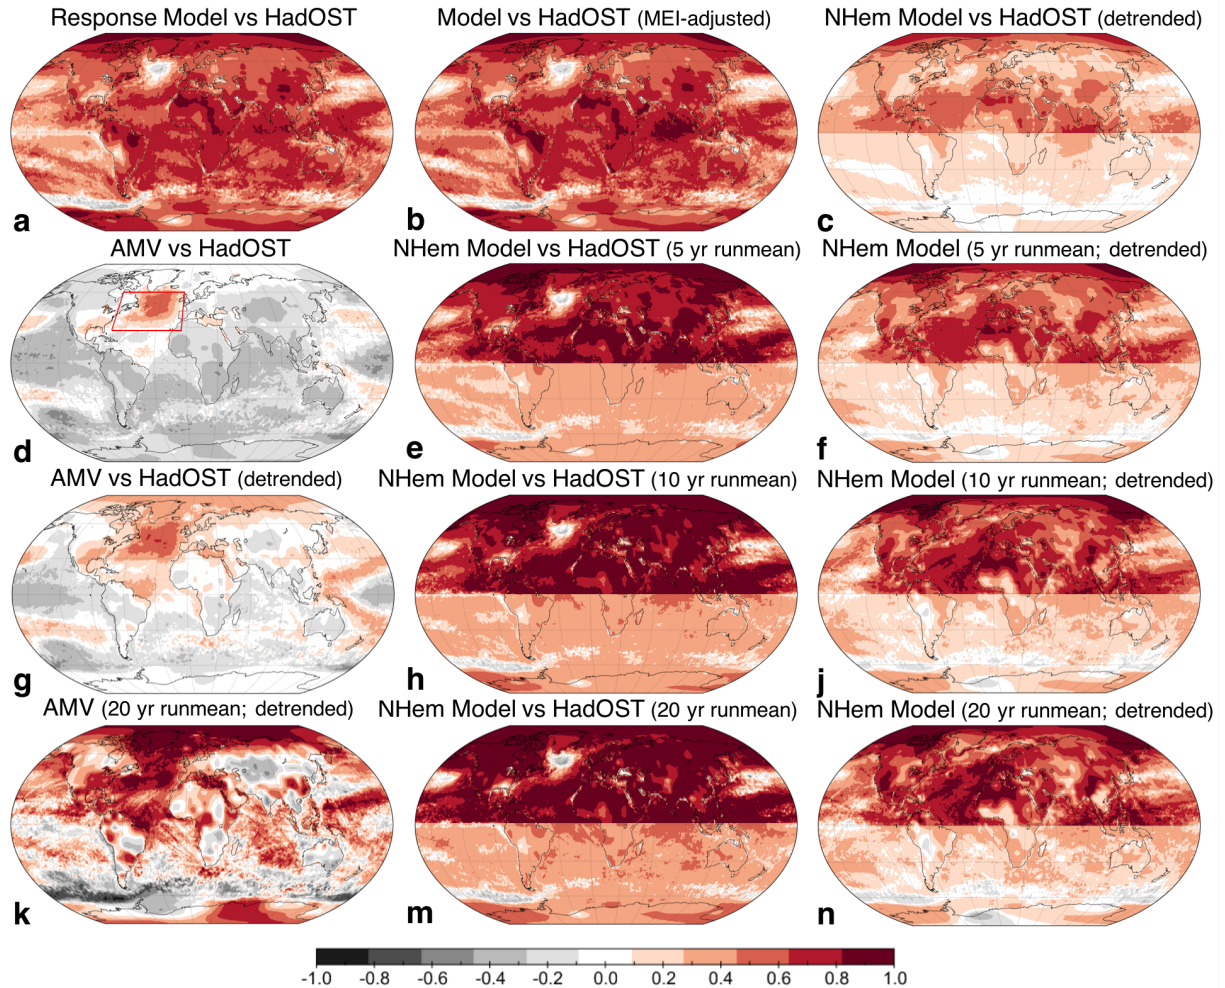 Response Model vs HadOST
Model vs HadOST (MEI-adjusted)
NHem Model vs HadOST (detrended)
a
b
c
AMV vs HadOST
NHem Model vs HadOST (5 yr runmean)
NHem Model (5 yr runmean; detrended)
d
e
f
AMV vs HadOST (detrended)
NHem Model vs HadOST (10 yr runmean)
NHem Model (10 yr runmean; detrended)
g
h
j
AMV (20 yr runmean; detrended)
NHem Model vs HadOST (20 yr runmean)
NHem Model (20 yr runmean; detrended)
k
m
n
-1.0 -0.8 -0.6 -0.4 -0.2 0.0 0.2 0.4 0.6 0.8 1.0